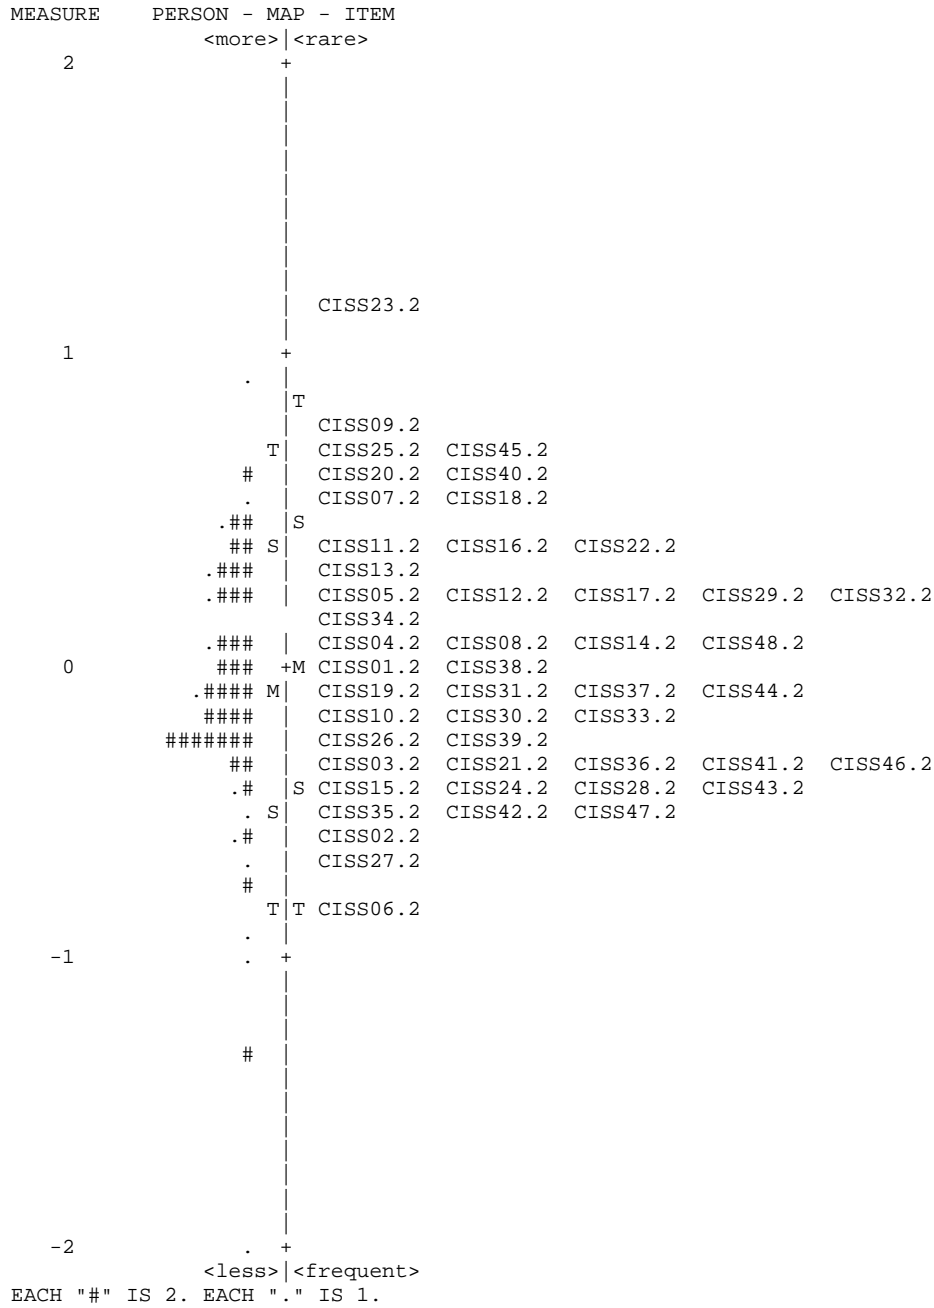 MEASURE PERSON - MAP - ITEM
<more>|<rare>
2 +
|
|
|
|
|
|
|
|
|
| CISS23.2
|
1 +
. |
|T
| CISS09.2
T| CISS25.2 CISS45.2
# | CISS20.2 CISS40.2
. | CISS07.2 CISS18.2
.## |S
## S| CISS11.2 CISS16.2 CISS22.2
.### | CISS13.2
.### | CISS05.2 CISS12.2 CISS17.2 CISS29.2 CISS32.2
CISS34.2
.### | CISS04.2 CISS08.2 CISS14.2 CISS48.2
0 ### +M CISS01.2 CISS38.2
.#### M| CISS19.2 CISS31.2 CISS37.2 CISS44.2
#### | CISS10.2 CISS30.2 CISS33.2
####### | CISS26.2 CISS39.2
## | CISS03.2 CISS21.2 CISS36.2 CISS41.2 CISS46.2
.# |S CISS15.2 CISS24.2 CISS28.2 CISS43.2
. S| CISS35.2 CISS42.2 CISS47.2
.# | CISS02.2
. | CISS27.2
# |
T|T CISS06.2
. |
-1 . +
|
|
|
# |
|
|
|
|
|
|
|
-2 . +
<less>|<frequent>
EACH "#" IS 2. EACH "." IS 1.